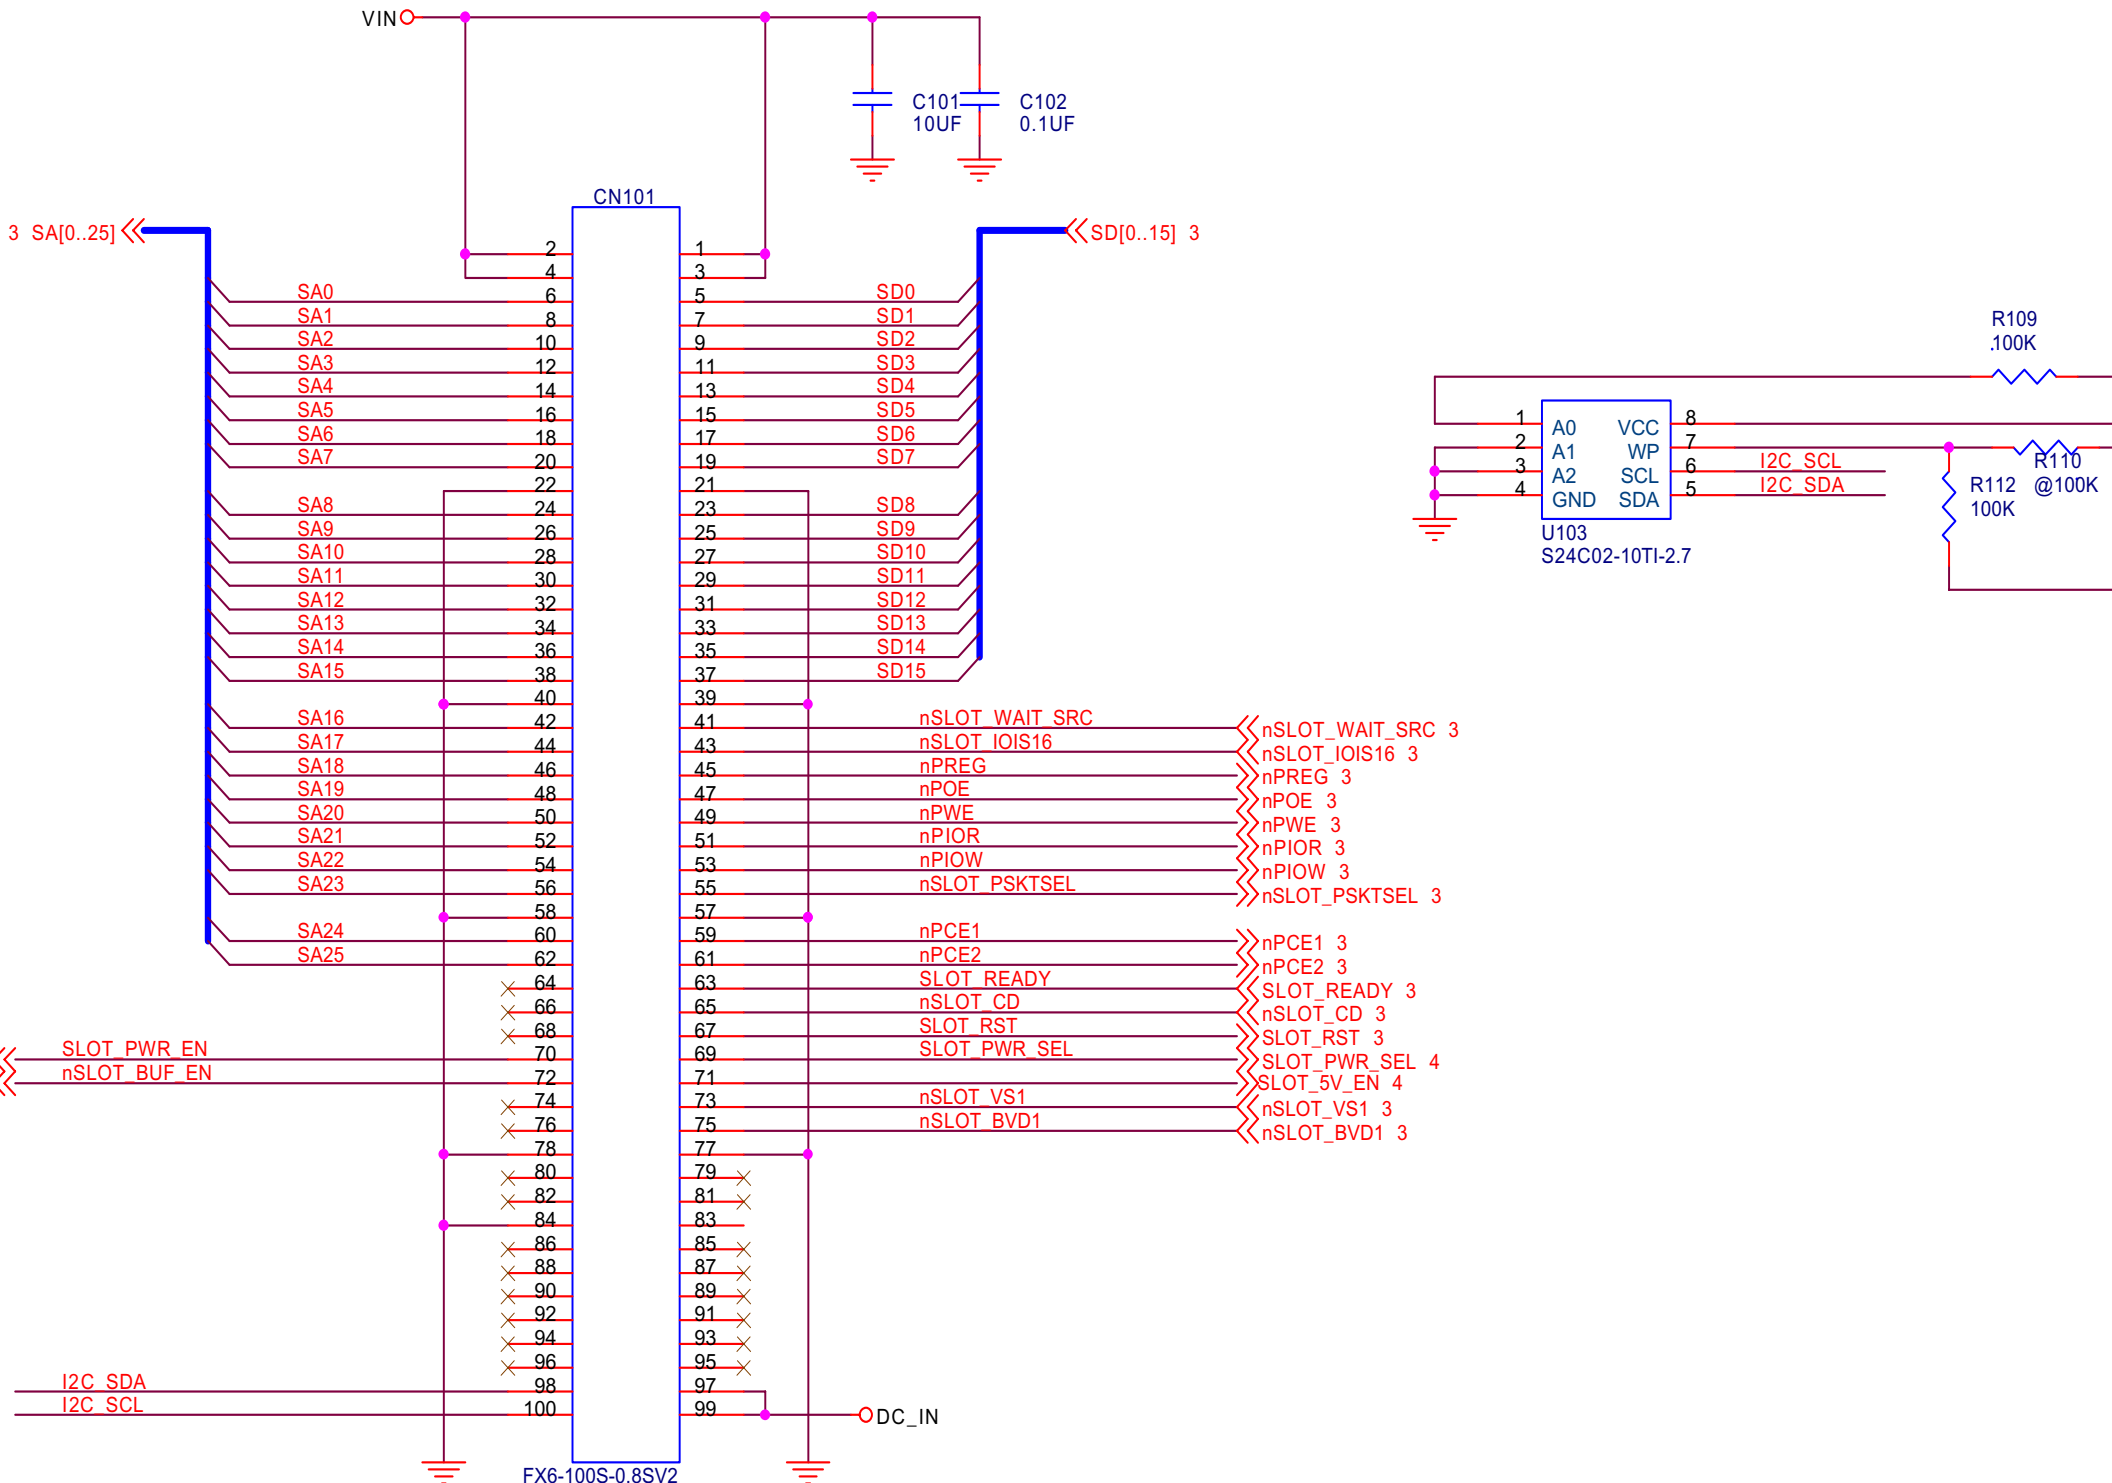 VIN
C101
10UF
C102
0.1UF
CN101
3 SA[0..25]
SD[0..15] 3
2 1
4 3
SA0 6 5 SD0
SA1 8 7 SD1
SA2 10 9 SD2
SA3 12 11 SD3
SA4 14 13 SD4
SA5 16 15 SD5
SA6 18 17 SD6
SA7 20 19 SD7
22 21
SA8 24 23 SD8
SA9 26 25 SD9
SA10 28 27 SD10
SA11 30 29 SD11
SA12 32 31 SD12
SA13 34 33 SD13
SA14 36 35 SD14
SA15 38 37 SD15
40 39
SA16 42 41 nSLOT_WAIT_SRC nSLOT_WAIT_SRC 3
SA17 44 43 nSLOT_IOIS16 nSLOT_IOIS16 3
SA18 46 45 nPREG nPREG 3
SA19 48 47 nPOE nPOE 3
SA20 50 49 nPWE nPWE 3
SA21 52 51 nPIOR nPIOR 3
SA22 54 53 nPIOW nPIOW 3
SA23 56 55 nSLOT_PSKTSEL nSLOT_PSKTSEL 3
58 57
SA24 60 59 nPCE1 nPCE1 3
SA25 62 61 nPCE2 nPCE2 3
64 63 SLOT_READY SLOT_READY 3
66 65 nSLOT_CD nSLOT_CD 3
68 67 SLOT_RST SLOT_RST 3
SLOT_PWR_EN 70 69 SLOT_PWR_SEL SLOT_PWR_SEL 4
nSLOT_BUF_EN 72 71 SLOT_5V_EN 4
74 73 nSLOT_VS1 nSLOT_VS1 3
76 75 nSLOT_BVD1 nSLOT_BVD1 3
78 77
80 79
82 81
84 83
86 85
88 87
90 89
92 91
94 93
96 95
I2C_SDA 98 97
I2C_SCL 100 99 DC_IN
FX6-100S-0.8SV2
R109
.100K
1 A0 VCC 8
2 A1 WP 7
3 A2 SCL 6 I2C_SCL
4 GND SDA 5 I2C_SDA
U103
S24C02-10TI-2.7
R110
@100K
R112
100K